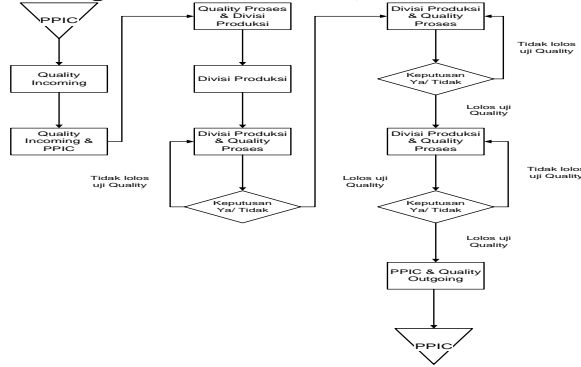 PPIC
Quality
Incoming
Quality
Incoming &
PPIC
Quality Proses
& Divisi
Produksi
Divisi Produksi
Divisi Produksi
& Quality
Proses
Tidak lolos
uji Quality
Keputusan
Ya/ Tidak
Lolos uji
Quality
Divisi Produksi
& Quality
Proses
Tidak lolos
uji Quality
Keputusan
Ya/ Tidak
Lolos uji
Quality
Divisi Produksi
& Quality
Proses
Tidak lolos
uji Quality
Keputusan
Ya/ Tidak
Lolos uji
Quality
PPIC & Quality
Outgoing
PPIC